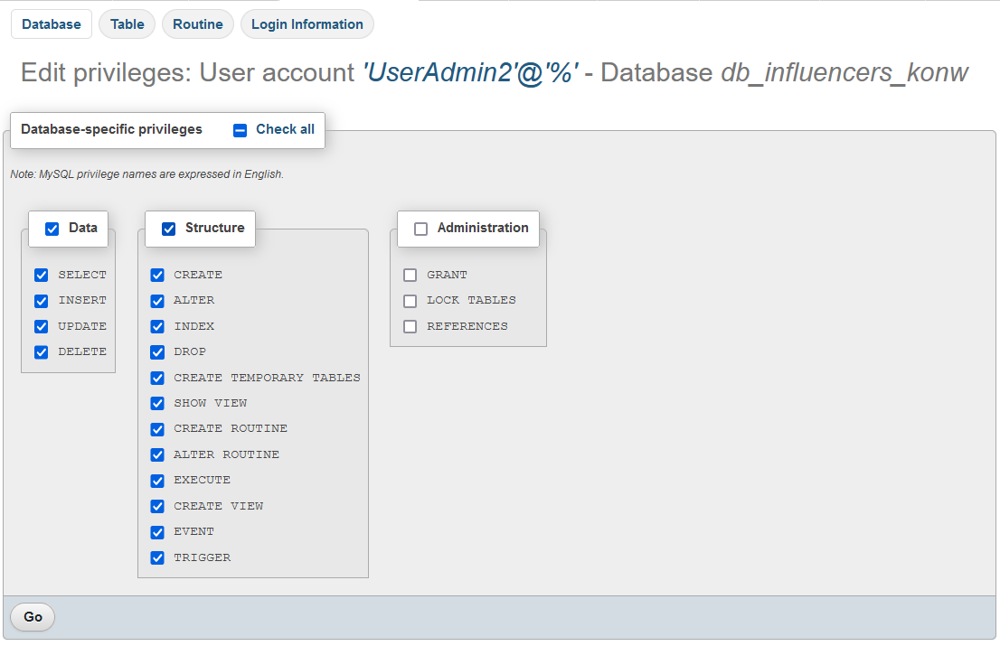 Database Table Routine Login Information
Edit privileges: User account 'UserAdmin2'@'%' - Database db_influencers_konw
Database-specific privileges Check all
Note: MySQL privilege names are expressed in English.
Data
SELECT
INSERT
UPDATE
DELETE
Structure
CREATE
ALTER
INDEX
DROP
CREATE TEMPORARY TABLES
SHOW VIEW
CREATE ROUTINE
ALTER ROUTINE
EXECUTE
CREATE VIEW
EVENT
TRIGGER
Administration
GRANT
LOCK TABLES
REFERENCES
Go